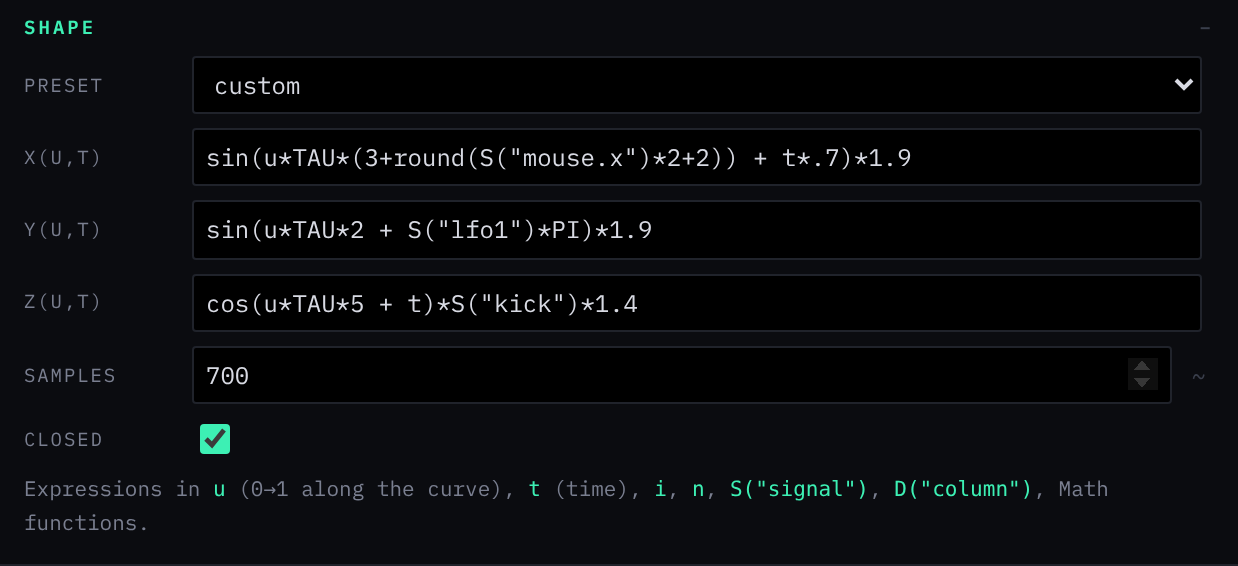 SHAPE –
PRESET custom
X(U,T) sin(u*TAU*(3+round(S("mouse.x")*2+2)) + t*.7)*1.9
Y(U,T) sin(u*TAU*2 + S("lfo1")*PI)*1.9
Z(U,T) cos(u*TAU*5 + t)*S("kick")*1.4
SAMPLES 700 ~
CLOSED
Expressions in u (0→1 along the curve), t (time), i, n, S("signal"), D("column"), Math
functions.